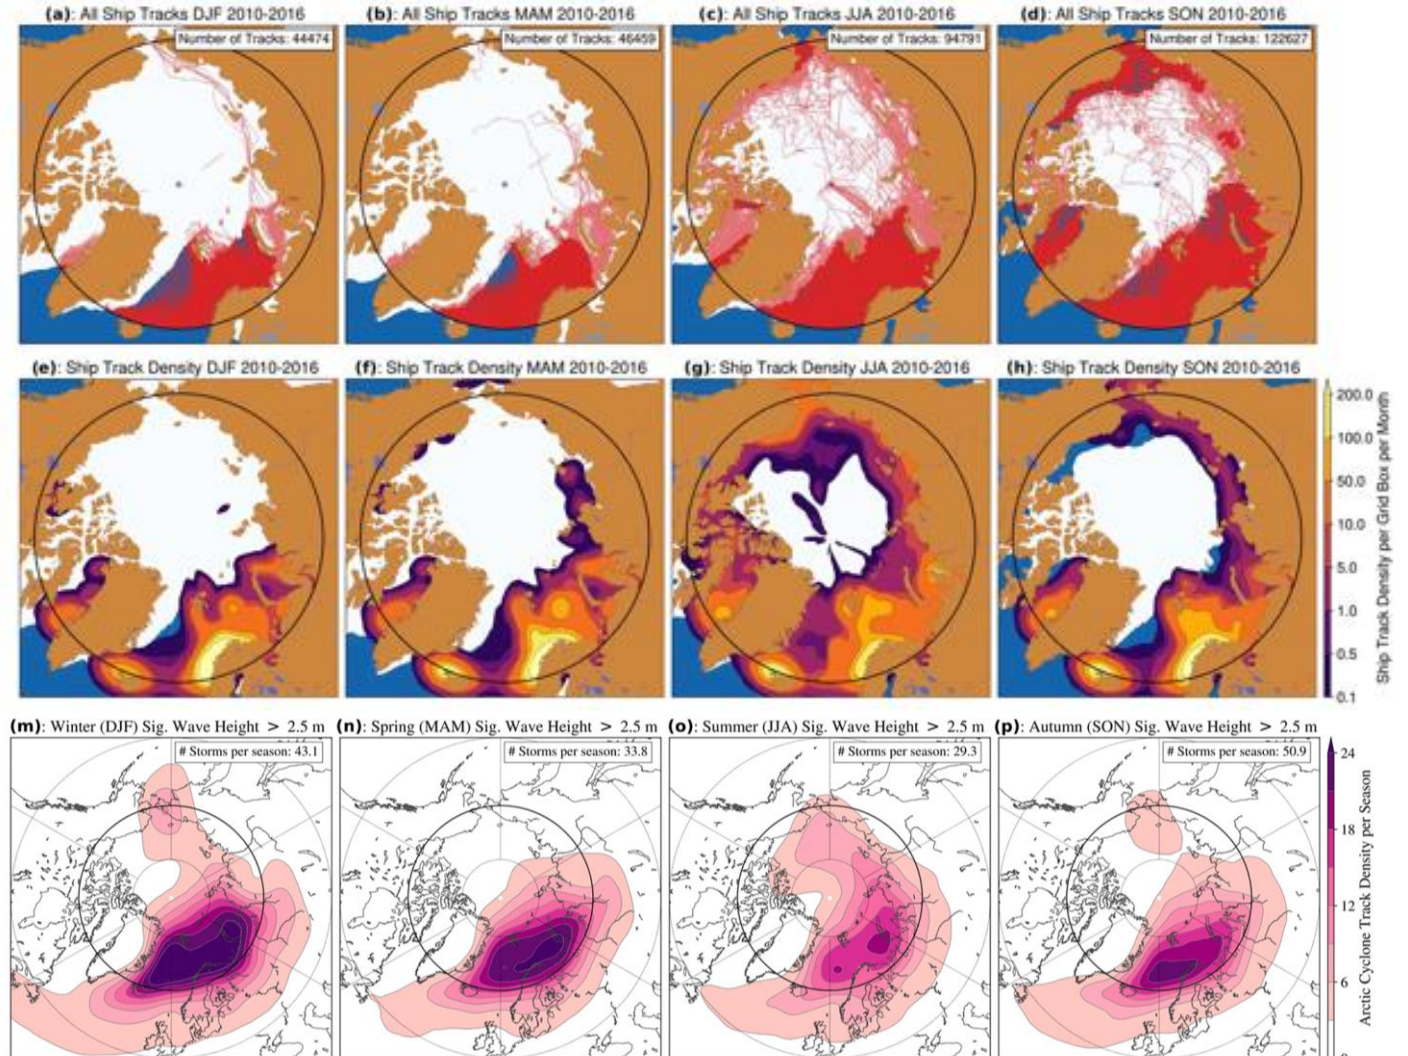 (a): All Ship Tracks DJF 2010-2016
(b): All Ship Tracks MAM 2010-2016
(c): All Ship Tracks JJA 2010-2016
(d): All Ship Tracks SON 2010-2016
Number of Tracks: 44474
Number of Tracks: 46459
Number of Tracks: 94791
Number of Tracks: 122627
(e): Ship Track Density DJF 2010-2016
(f): Ship Track Density MAM 2010-2016
(g): Ship Track Density JJA 2010-2016
(h): Ship Track Density SON 2010-2016
200.0
100.0
50.0
10.0
5.0
1.0
0.5
0.1
Ship Track Density per Grid Box per Month
(m): Winter (DJF) Sig. Wave Height > 2.5 m
(n): Spring (MAM) Sig. Wave Height > 2.5 m
(o): Summer (JJA) Sig. Wave Height > 2.5 m
(p): Autumn (SON) Sig. Wave Height > 2.5 m
# Storms per season: 43.1
# Storms per season: 33.8
# Storms per season: 29.3
# Storms per season: 50.9
24
18
12
6
Arctic Cyclone Track Density per Season